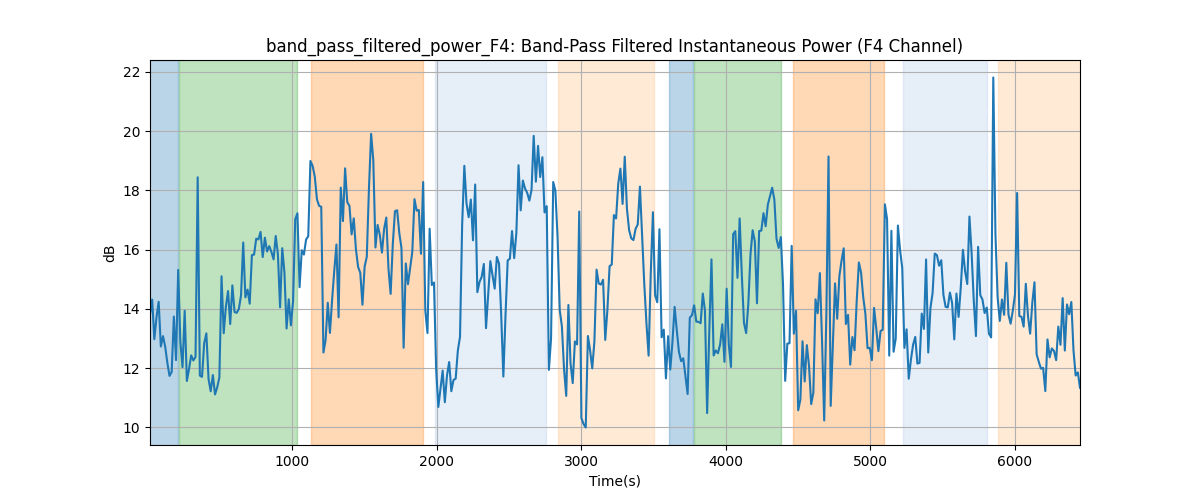 band_pass_filtered_power_F4: Band-Pass Filtered Instantaneous Power (F4 Channel)
22
20
18
16
14
12
10
dB
1000 2000 3000 4000 5000 6000
Time(s)